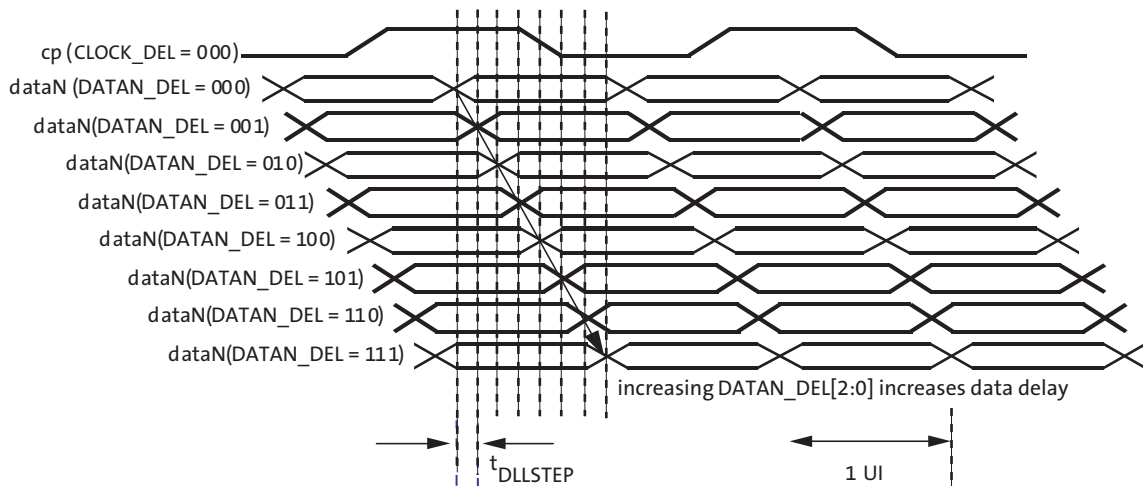 cp (CLOCK_DEL = 000)
dataN (DATAN_DEL = 000)
dataN(DATAN_DEL = 001)
dataN(DATAN_DEL = 010)
dataN(DATAN_DEL = 011)
dataN(DATAN_DEL = 100)
dataN(DATAN_DEL = 101)
dataN(DATAN_DEL = 110)
dataN(DATAN_DEL = 111)
increasing DATAN_DEL[2:0] increases data delay
tDLLSTEP
1 UI